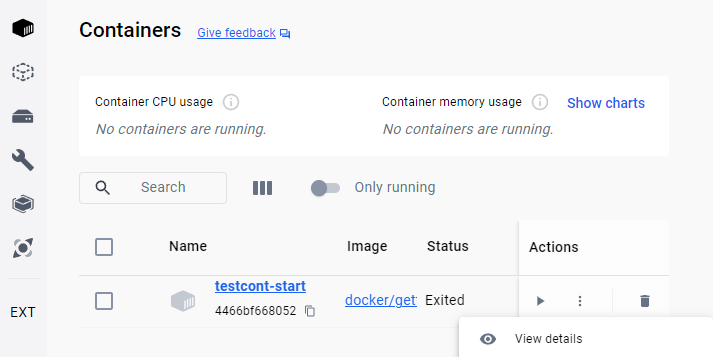 Containers Give feedback
Container CPU usage Container memory usage Show charts
No containers are running. No containers are running.
Search Only running
Name Image Status Actions
testcont-start
4466bf668052 docker/get Exited
EXT
View details